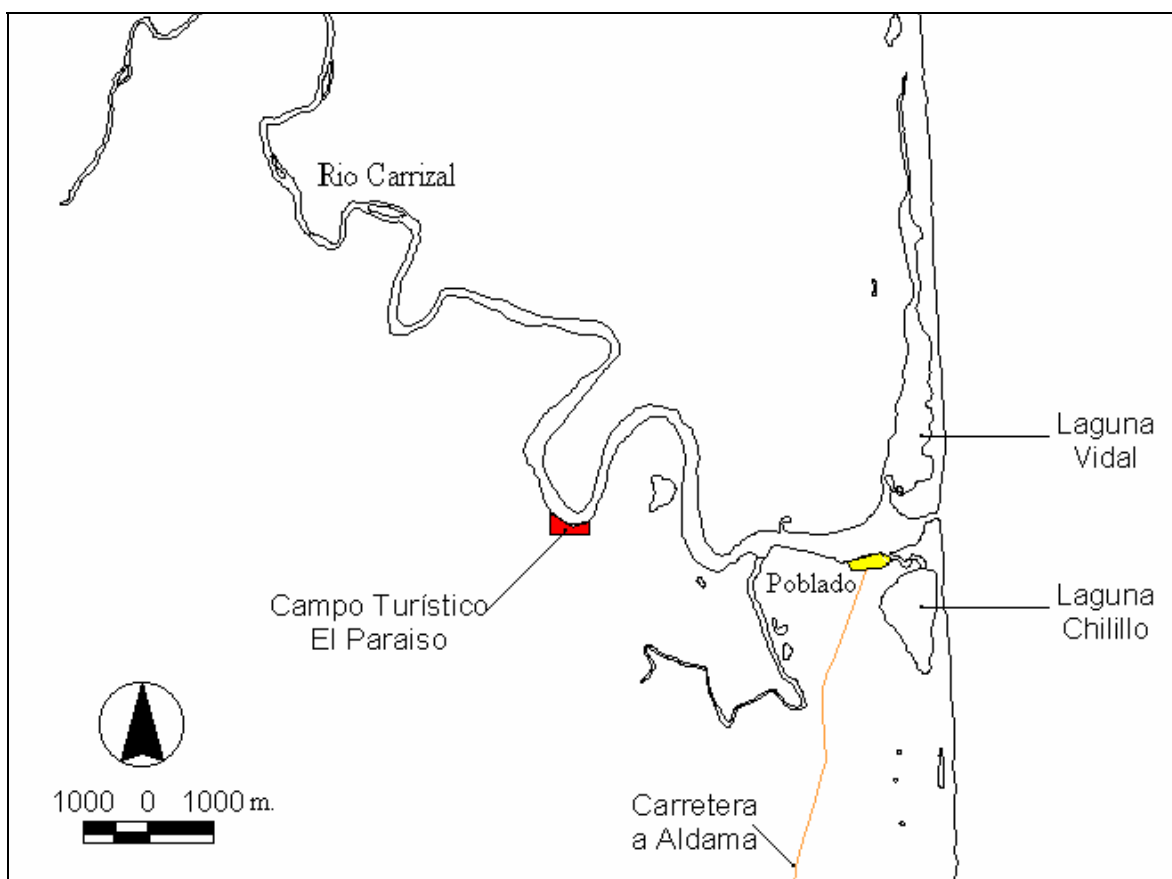 Rio Carrizal
Laguna
Vidal
Poblado
Campo Turístico
El Paraiso
Laguna
Chilillo
1000 0 1000 m.
Carretera
a Aldama